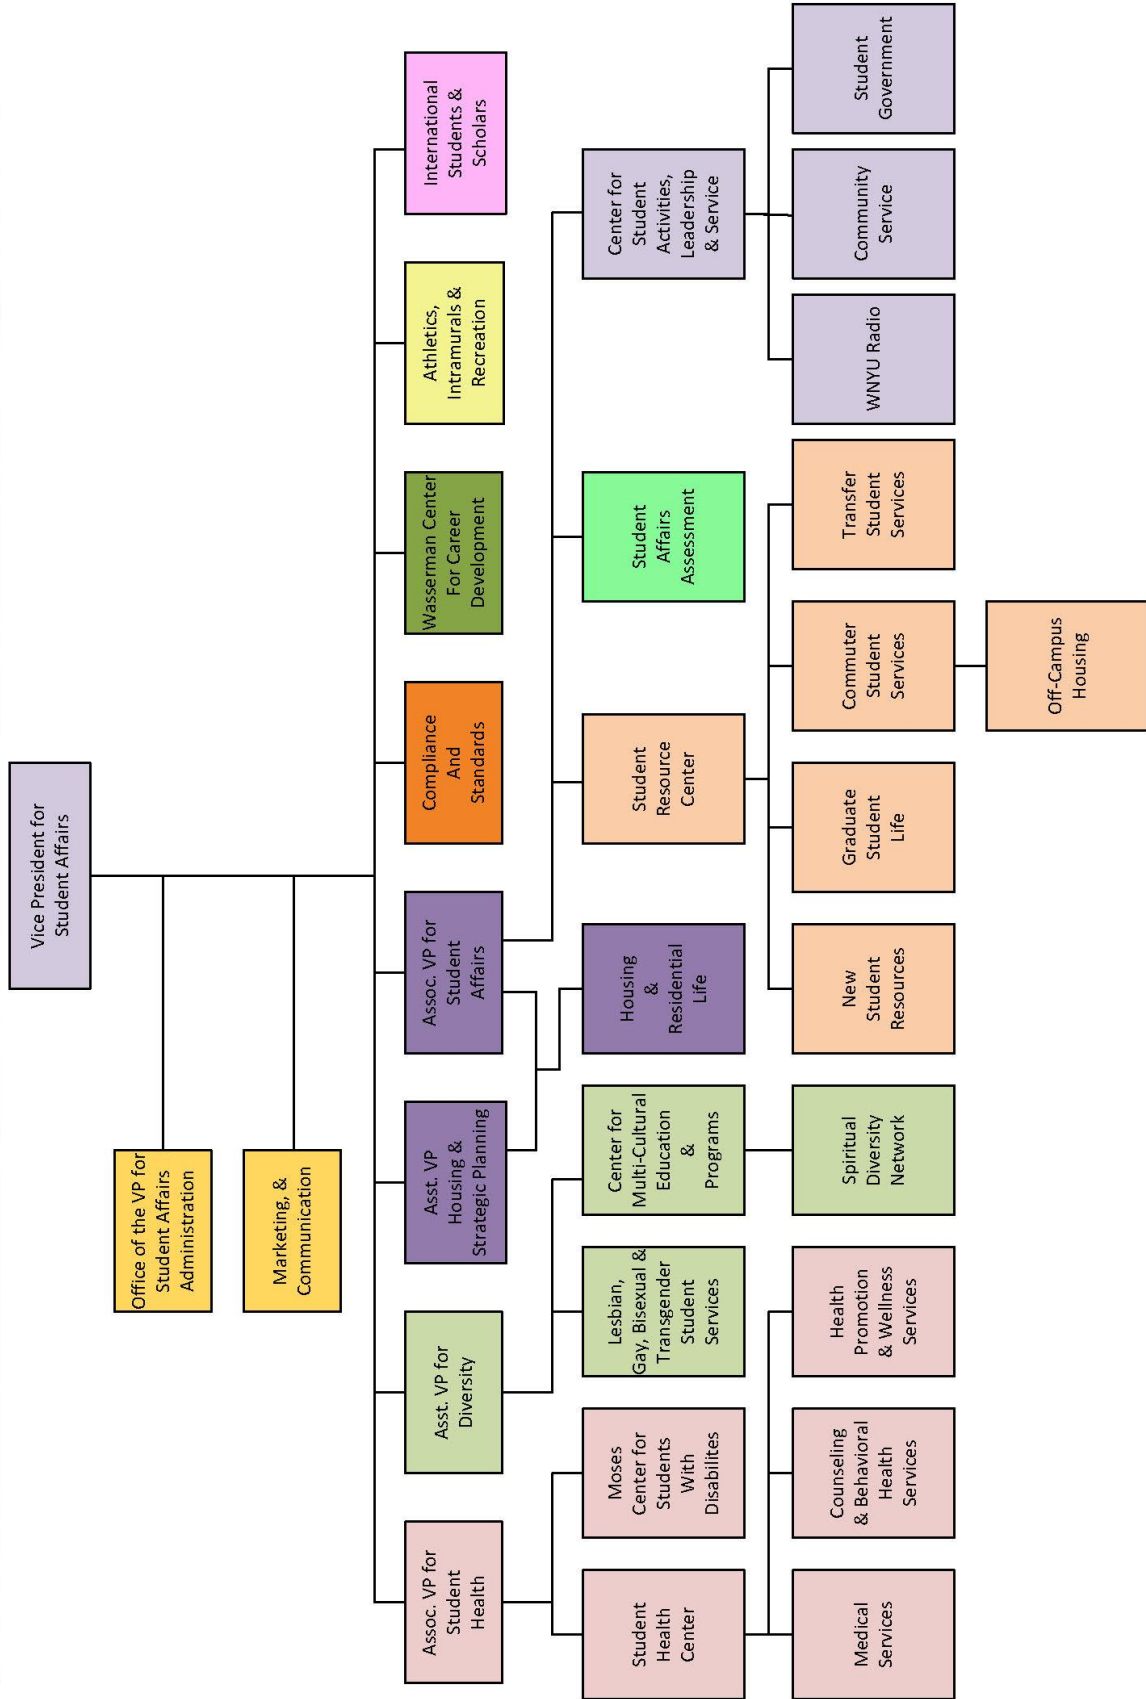 Vice President for
Student Affairs
Office of the VP for
Student Affairs
Administration
Marketing, &
Communication
Assoc. VP for
Student
Health
Asst. VP for
Diversity
Asst. VP
Housing &
Strategic Planning
Assoc. VP for
Student
Affairs
Compliance
And
Standards
Wasserman Center
For Career
Development
Athletics,
Intramurals &
Recreation
International
Students &
Scholars
Student
Health
Center
Moses
Center for
Students
With
Disabilites
Lesbian,
Gay, Bisexual &
Transgender
Student
Services
Center for
Multi-Cultural
Education
&
Programs
Housing
&
Residential
Life
Student
Resource
Center
Student
Affairs
Assessment
Center for
Student
Activities,
Leadership
& Service
Medical
Services
Counseling
& Behavioral
Health
Services
Health
Promotion
& Wellness
Services
Spiritual
Diversity
Network
New
Student
Resources
Graduate
Student
Life
Commuter
Student
Services
Transfer
Student
Services
WNYU Radio
Community
Service
Student
Government
Off-Campus
Housing